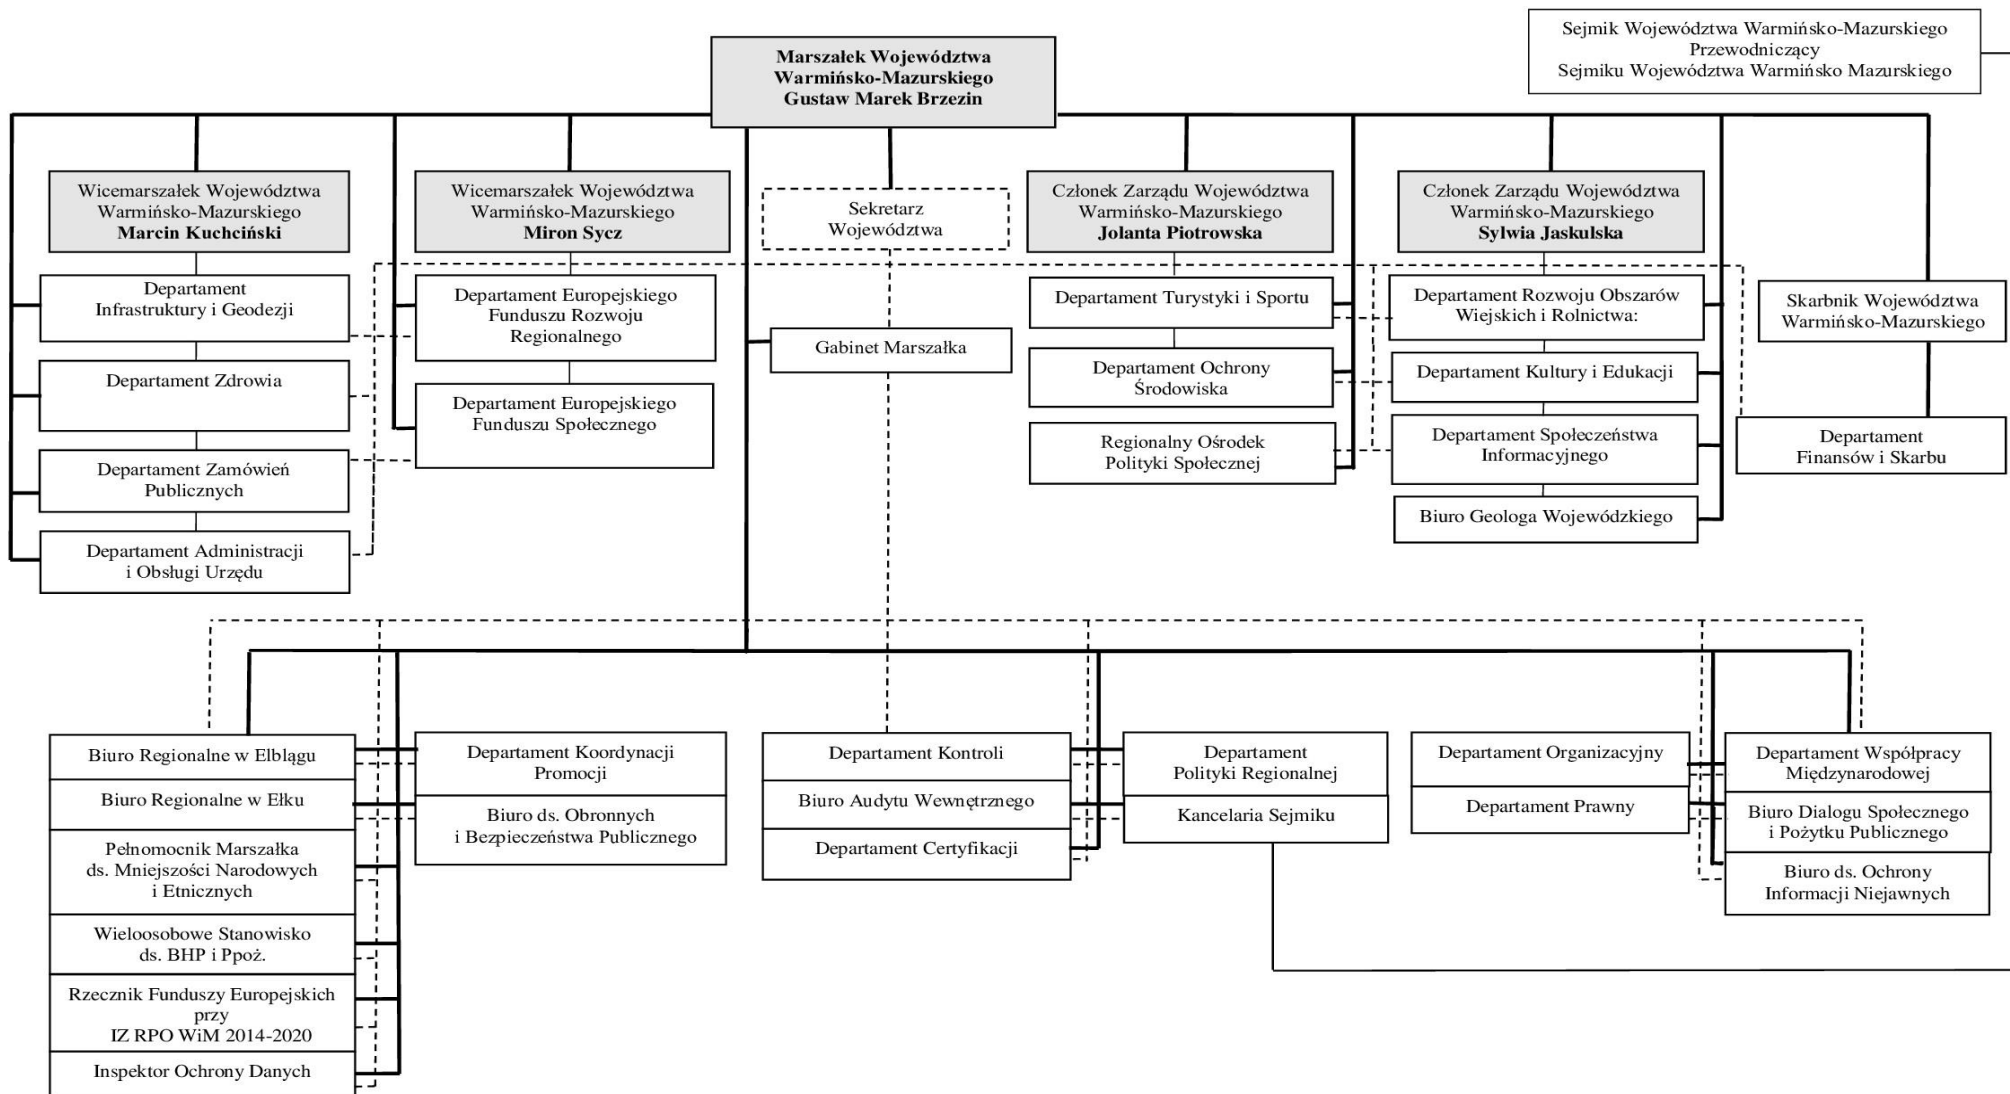 Sejmik Województwa Warmińsko-Mazurskiego
Przewodniczący
Sejmiku Województwa Warmińsko Mazurskiego
Marszałek Województwa
Warmińsko-Mazurskiego
Gustaw Marek Brzezin
Wicemarszałek Województwa
Warmińsko-Mazurskiego
Marcin Kuchciński
Wicemarszałek Województwa
Warmińsko-Mazurskiego
Miron Sycz
Sekretarz
Województwa
Członek Zarządu Województwa
Warmińsko-Mazurskiego
Jolanta Piotrowska
Członek Zarządu Województwa
Warmińsko-Mazurskiego
Sylwia Jaskulska
Departament
Infrastruktury i Geodezji
Departament Zdrowia
Departament Zamówień
Publicznych
Departament Administracji
i Obsługi Urzędu
Departament Europejskiego
Funduszu Rozwoju
Regionalnego
Departament Europejskiego
Funduszu Społecznego
Gabinet Marszałka
Departament Turystyki i Sportu
Departament Ochrony
Środowiska
Regionalny Ośrodek
Polityki Społecznej
Departament Rozwoju Obszarów
Wiejskich i Rolnictwa:
Departament Kultury i Edukacji
Departament Społeczeństwa
Informacyjnego
Biuro Geologa Wojewódzkiego
Skarbnik Województwa
Warmińsko-Mazurskiego
Departament
Finansów i Skarbu
Biuro Regionalne w Elblągu
Biuro Regionalne w Ełku
Pełnomocnik Marszałka
ds. Mniejszości Narodowych
i Etnicznych
Wieloosobowe Stanowisko
ds. BHP i Ppoż.
Rzecznik Funduszy Europejskich
przy
IZ RPO WiM 2014-2020
Inspektor Ochrony Danych
Departament Koordynacji
Promocji
Biuro ds. Obronnych
i Bezpieczeństwa Publicznego
Departament Kontroli
Biuro Audytu Wewnętrznego
Departament Certyfikacji
Departament
Polityki Regionalnej
Kancelaria Sejmiku
Departament Organizacyjny
Departament Prawny
Departament Współpracy
Międzynarodowej
Biuro Dialogu Społecznego
i Pożytku Publicznego
Biuro ds. Ochrony
Informacji Niejawnych